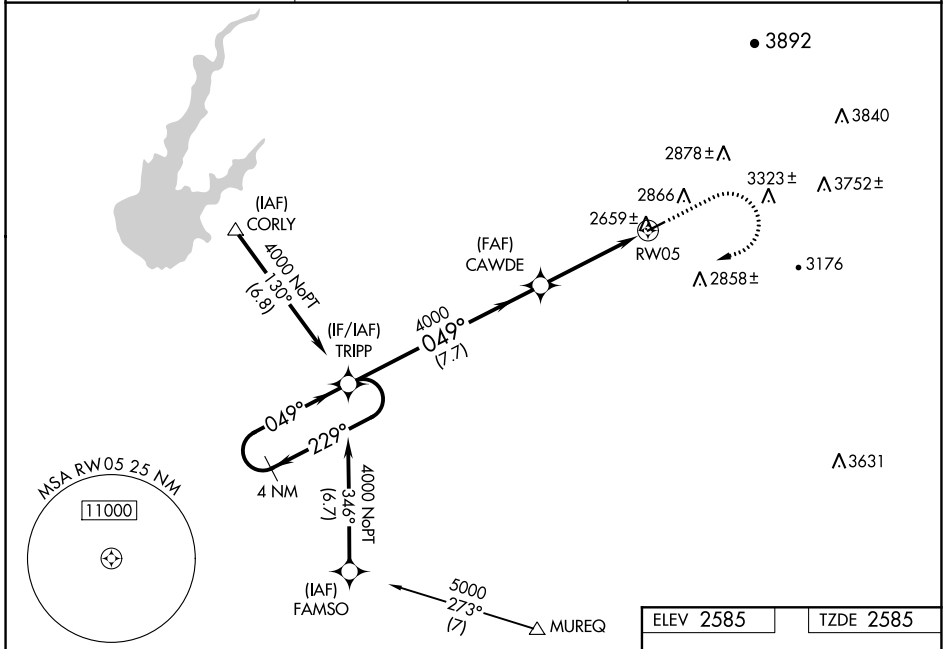 3892
3840
2878±
3323±
3752±
2866
2659±
RW05
3176
2858±
(IAF)
CORLY
4000 NoPT
130°
(6.8)
(FAF)
CAWDE
4000
049°
(7.7)
(IF/IAF)
TRIPP
049°
229°
4 NM
3631
MSA RW05 25 NM
11000
4000 NoPT
346°
(6.7)
(IAF)
FAMSO
5000
273°
(7)
MUREQ
ELEV 2585
TZDE 2585